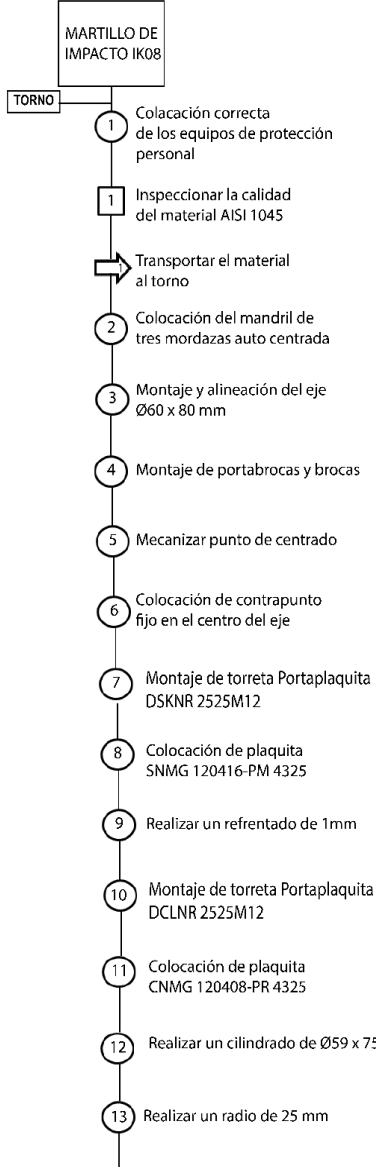 MARTILLO DE
IMPACTO IK08
TORNO
1
Colacación correcta
de los equipos de protección
personal
1
Inspeccionar la calidad
del material AISI 1045
1
Transportar el material
al torno
2
Colocación del mandril de
tres mordazas auto centrada
3
Montaje y alineación del eje
Ø60 x 80 mm
4
Montaje de portabrocas y brocas
5
Mecanizar punto de centrado
6
Colocación de contrapunto
fijo en el centro del eje
7
Montaje de torreta Portaplaquita
DSKNR 2525M12
8
Colocación de plaquita
SNMG 120416-PM 4325
9
Realizar un refrentado de 1mm
10
Montaje de torreta Portaplaquita
DCLNR 2525M12
11
Colocación de plaquita
CNMG 120408-PR 4325
12
Realizar un cilindrado de Ø59 x 75
13
Realizar un radio de 25 mm